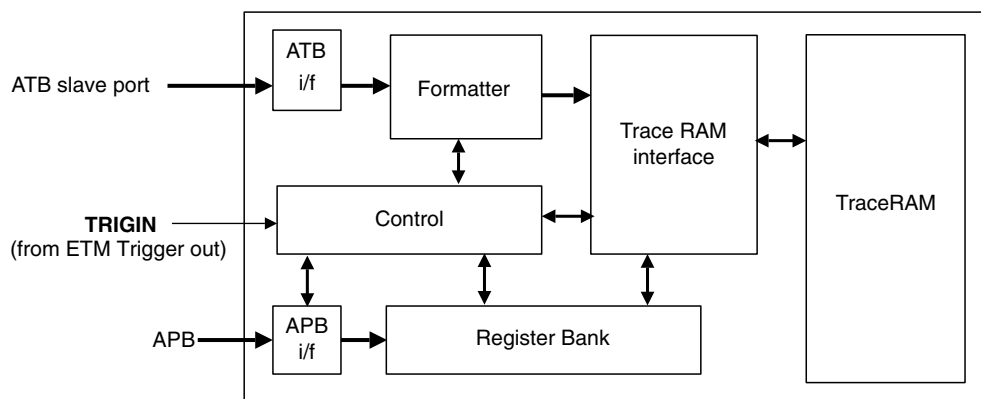 ATB
i/f
ATB slave port
Formatter
Trace RAM
interface
TraceRAM
Control
TRIGIN
(from ETM Trigger out)
APB
APB
i/f
Register Bank